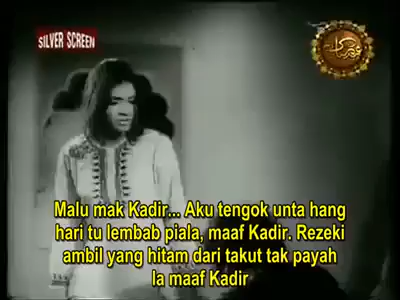 SILVER SCREEN
Malu mak Kadir... Aku tengok unta hang
hari tu lembab piala, maaf Kadir. Rezeki
ambil yang hitam dari takut tak payah
la maaf Kadir